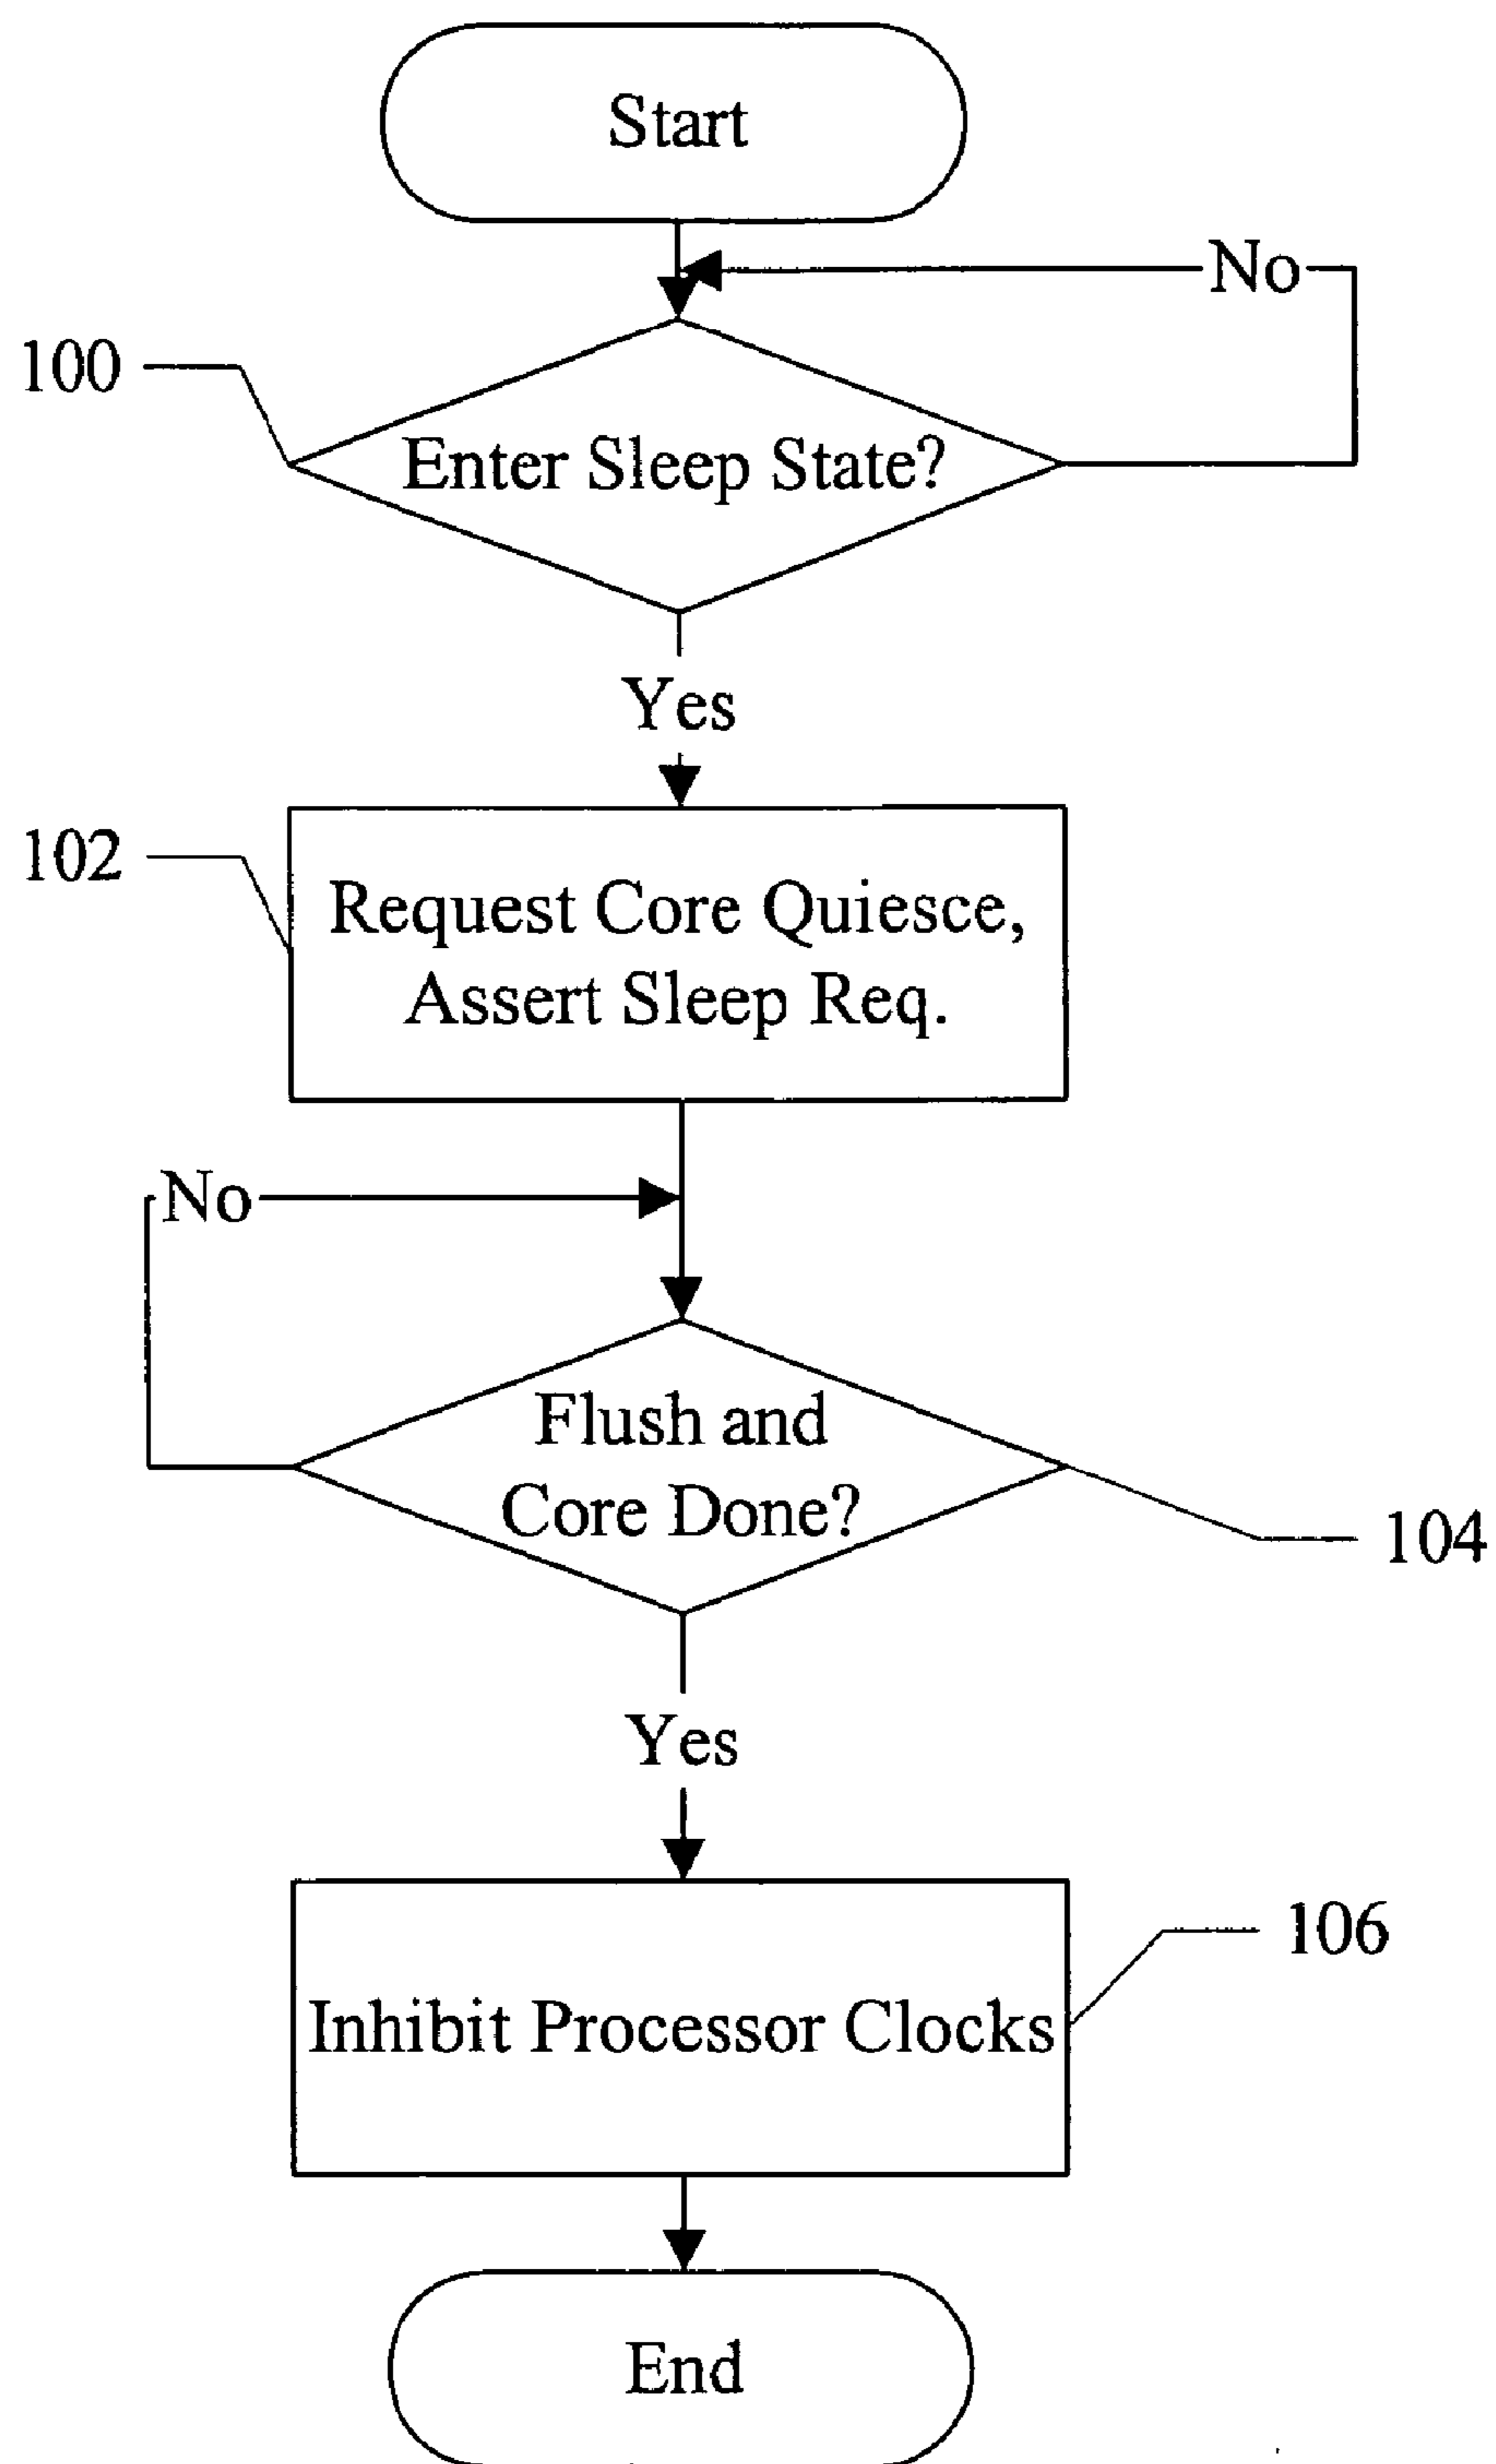 Start
No
100
Enter Sleep State?
Yes
102
Request Core Quiesce,
Assert Sleep Req.
No
Flush and
Core Done?
104
Yes
106
Inhibit Processor Clocks
End